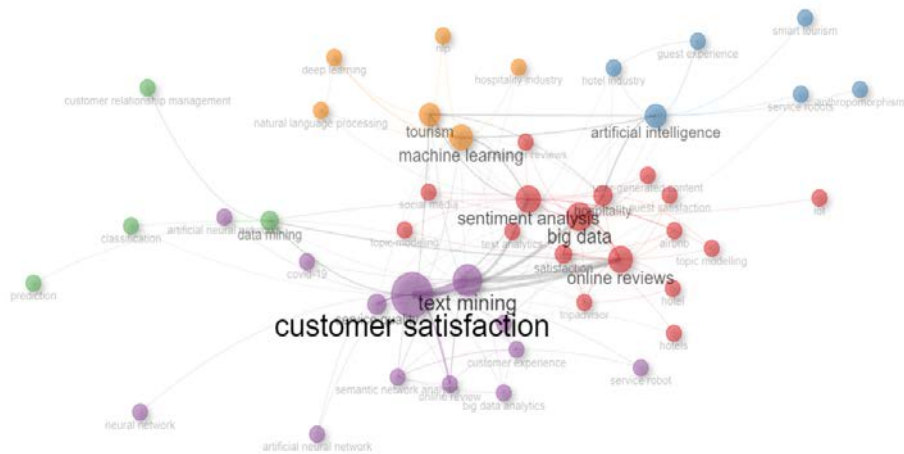 smart tourism
nlp
guest experience
deep learning
hospitality industry
hotel industry
customer relationship management
service robots
anthropomorphism
natural language processing
tourism
artificial intelligence
machine learning
reviews
generated content
social media
hospitality
guest satisfaction
iot
sentiment analysis
artificial neural
data mining
classification
topic modeling
text analytics
big data
airbnb
topic modelling
satisfaction
covid-19
online reviews
prediction
hotel
text mining
tripadvisor
service quality
customer satisfaction
hotels
customer experience
service robot
semantic network analysis
online review
big data analytics
neural network
artificial neural network